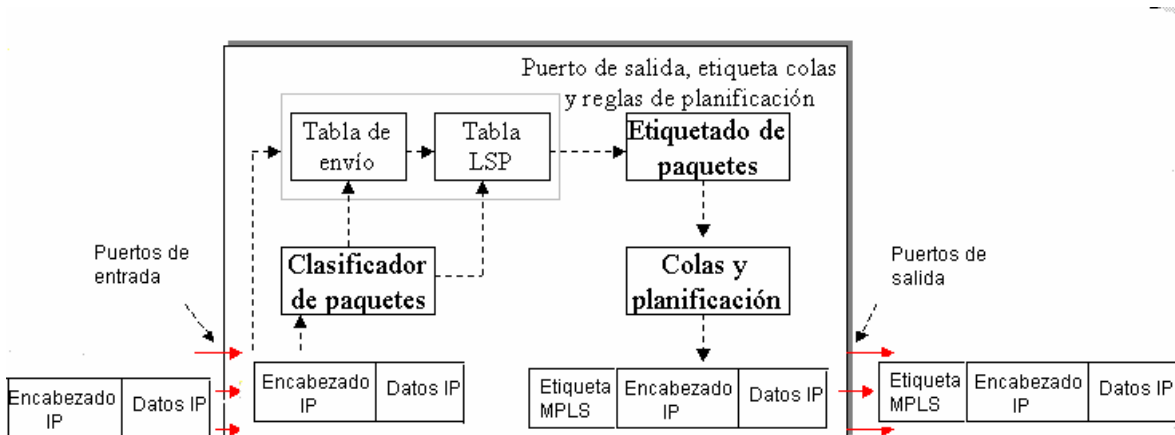 Puerto de salida, etiqueta colas
y reglas de planificación
Tabla de
envío
Tabla
LSP
Etiquetado de
paquetes
Puertos de
entrada
Clasificador
de paquetes
Colas y
planificación
Puertos de
salida
Encabezado
IP
Datos IP
Encabezado
IP
Datos IP
Etiqueta
MPLS
Encabezado
IP
Datos IP
Etiqueta
MPLS
Encabezado
IP
Datos IP